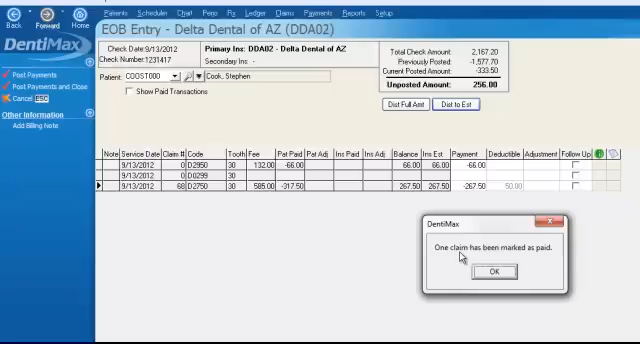 Back Forward Home
Patients Scheduler Chart Perio Rx Ledger Claims Payments Reports Setup
EOB Entry - Delta Dental of AZ (DDA02)
DentiMax
Post Payments
Post Payments and Close
Cancel ESC
Other Information
Add Billing Note
Check Date: 9/13/2012
Check Number: 1231417
Primary Ins: DDA02 - Delta Dental of AZ
Secondary Ins: -
Patient: COOST000 Cook, Stephen
Show Paid Transactions
Total Check Amount: 2,167.20
Previously Posted: -1,577.70
Current Posted Amount: -333.50
Unposted Amount: 256.00
Dist Full Amt Dist to Est
Note Service Date Claim # Code Tooth Fee Pat Paid Pat Adj Ins Paid Ins Adj Balance Ins Est Payment Deductible Adjustment Follow Up
9/13/2012 0 D2950 30 132.00 -66.00 66.00 66.00 -66.00
9/13/2012 0 D0299 30
9/13/2012 68 D2750 30 585.00 -317.50 267.50 267.50 -267.50 50.00
DentiMax
One claim has been marked as paid.
OK